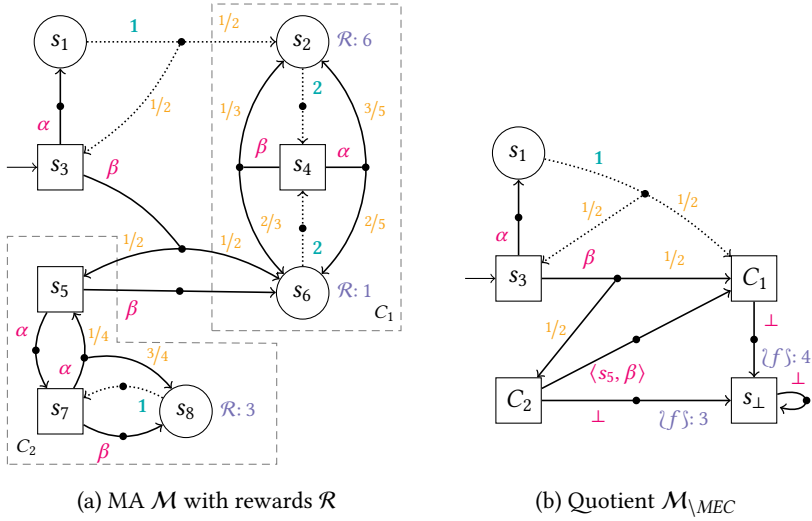 s₁
1
1/2
s₂
R: 6
1/2
2
1/3
3/5
α
β
s₄
α
s₃
β
2/3
2/5
2
1/2
1/2
s₅
s₆
R: 1
β
C₁
α
1/4
α
3/4
s₇
1
s₈
R: 3
β
C₂
(a) MA M with rewards R
s₁
1
1/2
1/2
α
s₃
β
1/2
C₁
1/2
⊥
⟨s₅, β⟩
⟅f⟆: 4
⊥
C₂
s⊥
⊥
⟅f⟆: 3
(b) Quotient M\MEC